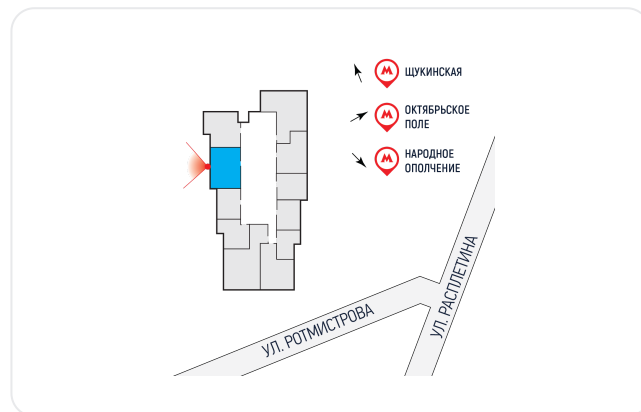 М ЩУКИНСКАЯ
М ОКТЯБРЬСКОЕ
ПОЛЕ
М НАРОДНОЕ
ОПОЛЧЕНИЕ
УЛ. РОТМИСТРОВА
УЛ. РАСПЛЕТИНА